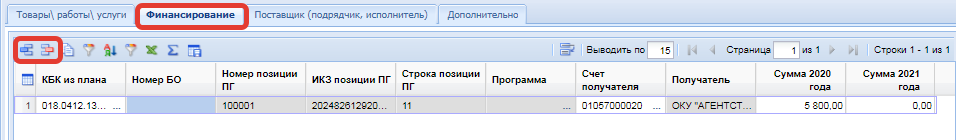 Товары\ работы\ услуги Финансирование Поставщик (подрядчик, исполнитель) Дополнительно
Выводить по 15 Страница 1 из 1 Строки 1 - 1 из 1
КБК из плана Номер БО Номер позиции ПГ ИКЗ позиции ПГ Строка позиции ПГ Программа Счет получателя Получатель Сумма 2020 года Сумма 2021 года
1 018.0412.13... ... ... 100001 202482612920... 11 ... 01057000020 ... ОКУ "АГЕНТСТ... 5 800,00 0,00